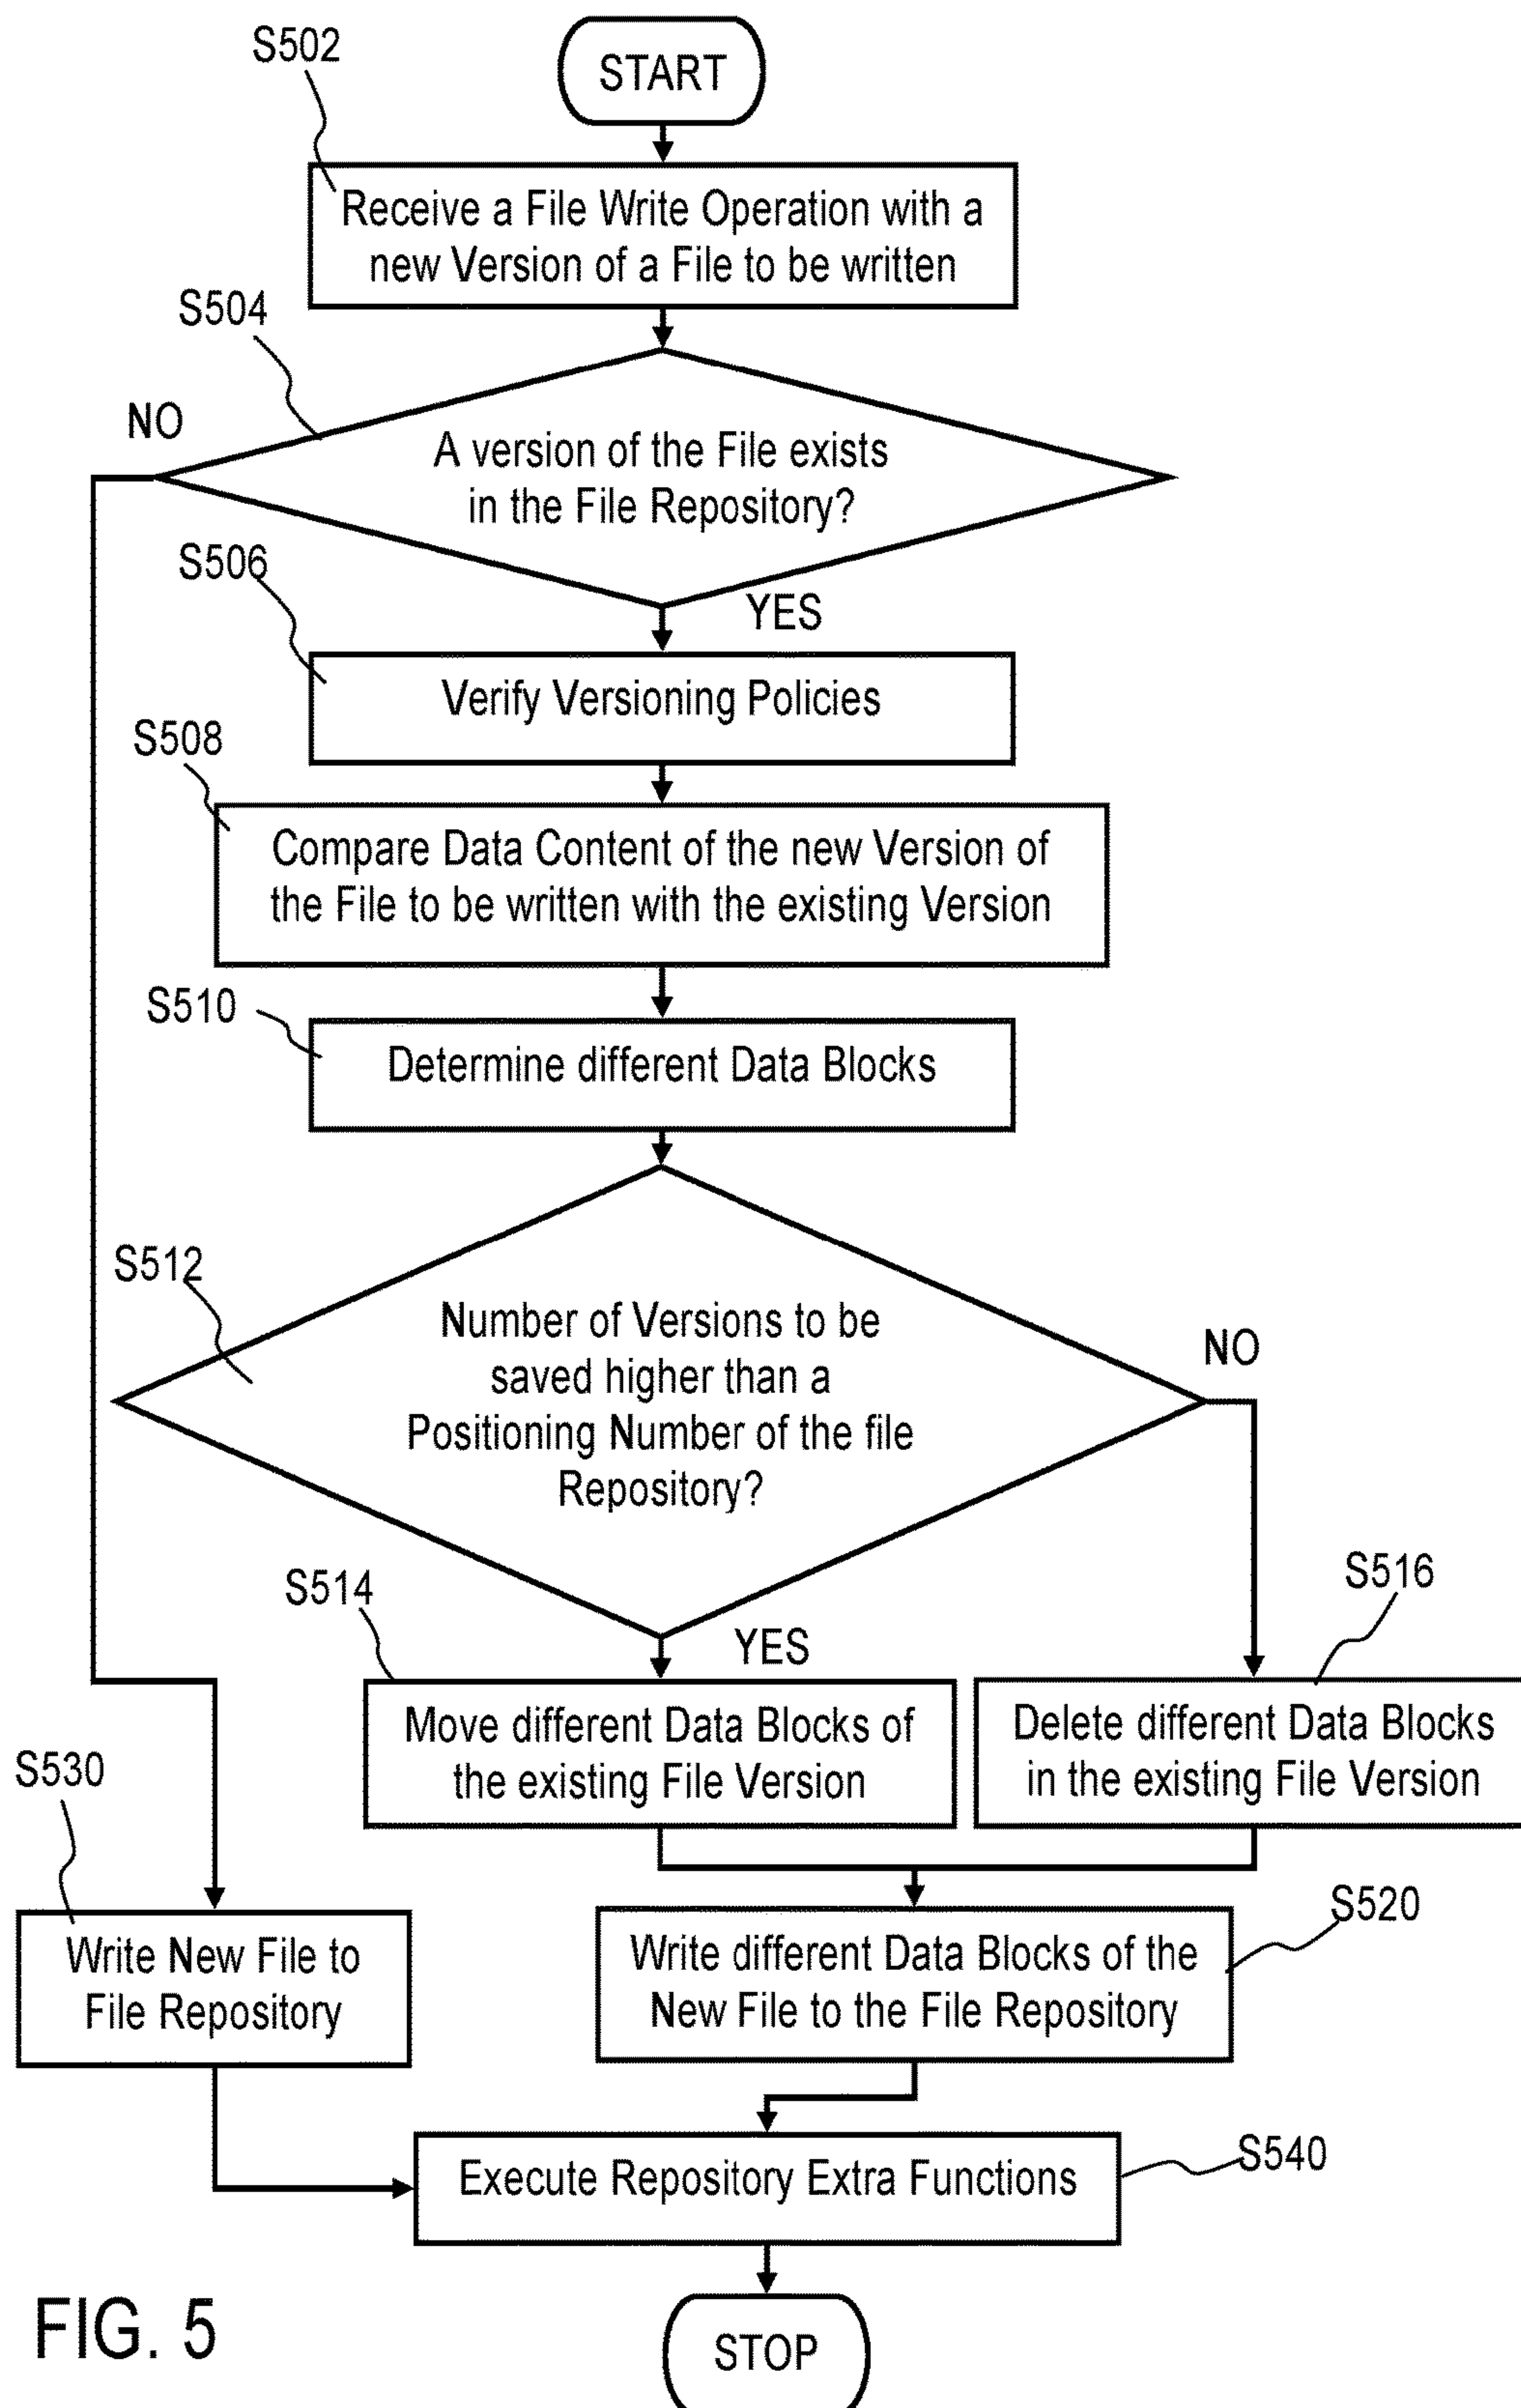 S502
START
Receive a File Write Operation with a
new Version of a File to be written
S504
NO
A version of the File exists
in the File Repository?
S506
YES
Verify Versioning Policies
S508
Compare Data Content of the new Version of
the File to be written with the existing Version
S510
Determine different Data Blocks
S512
Number of Versions to be
saved higher than a
Positioning Number of the file
Repository?
NO
S514
YES
S516
Move different Data Blocks of
the existing File Version
Delete different Data Blocks
in the existing File Version
S530
Write New File to
File Repository
S520
Write different Data Blocks of the
New File to the File Repository
S540
Execute Repository Extra Functions
FIG. 5
STOP